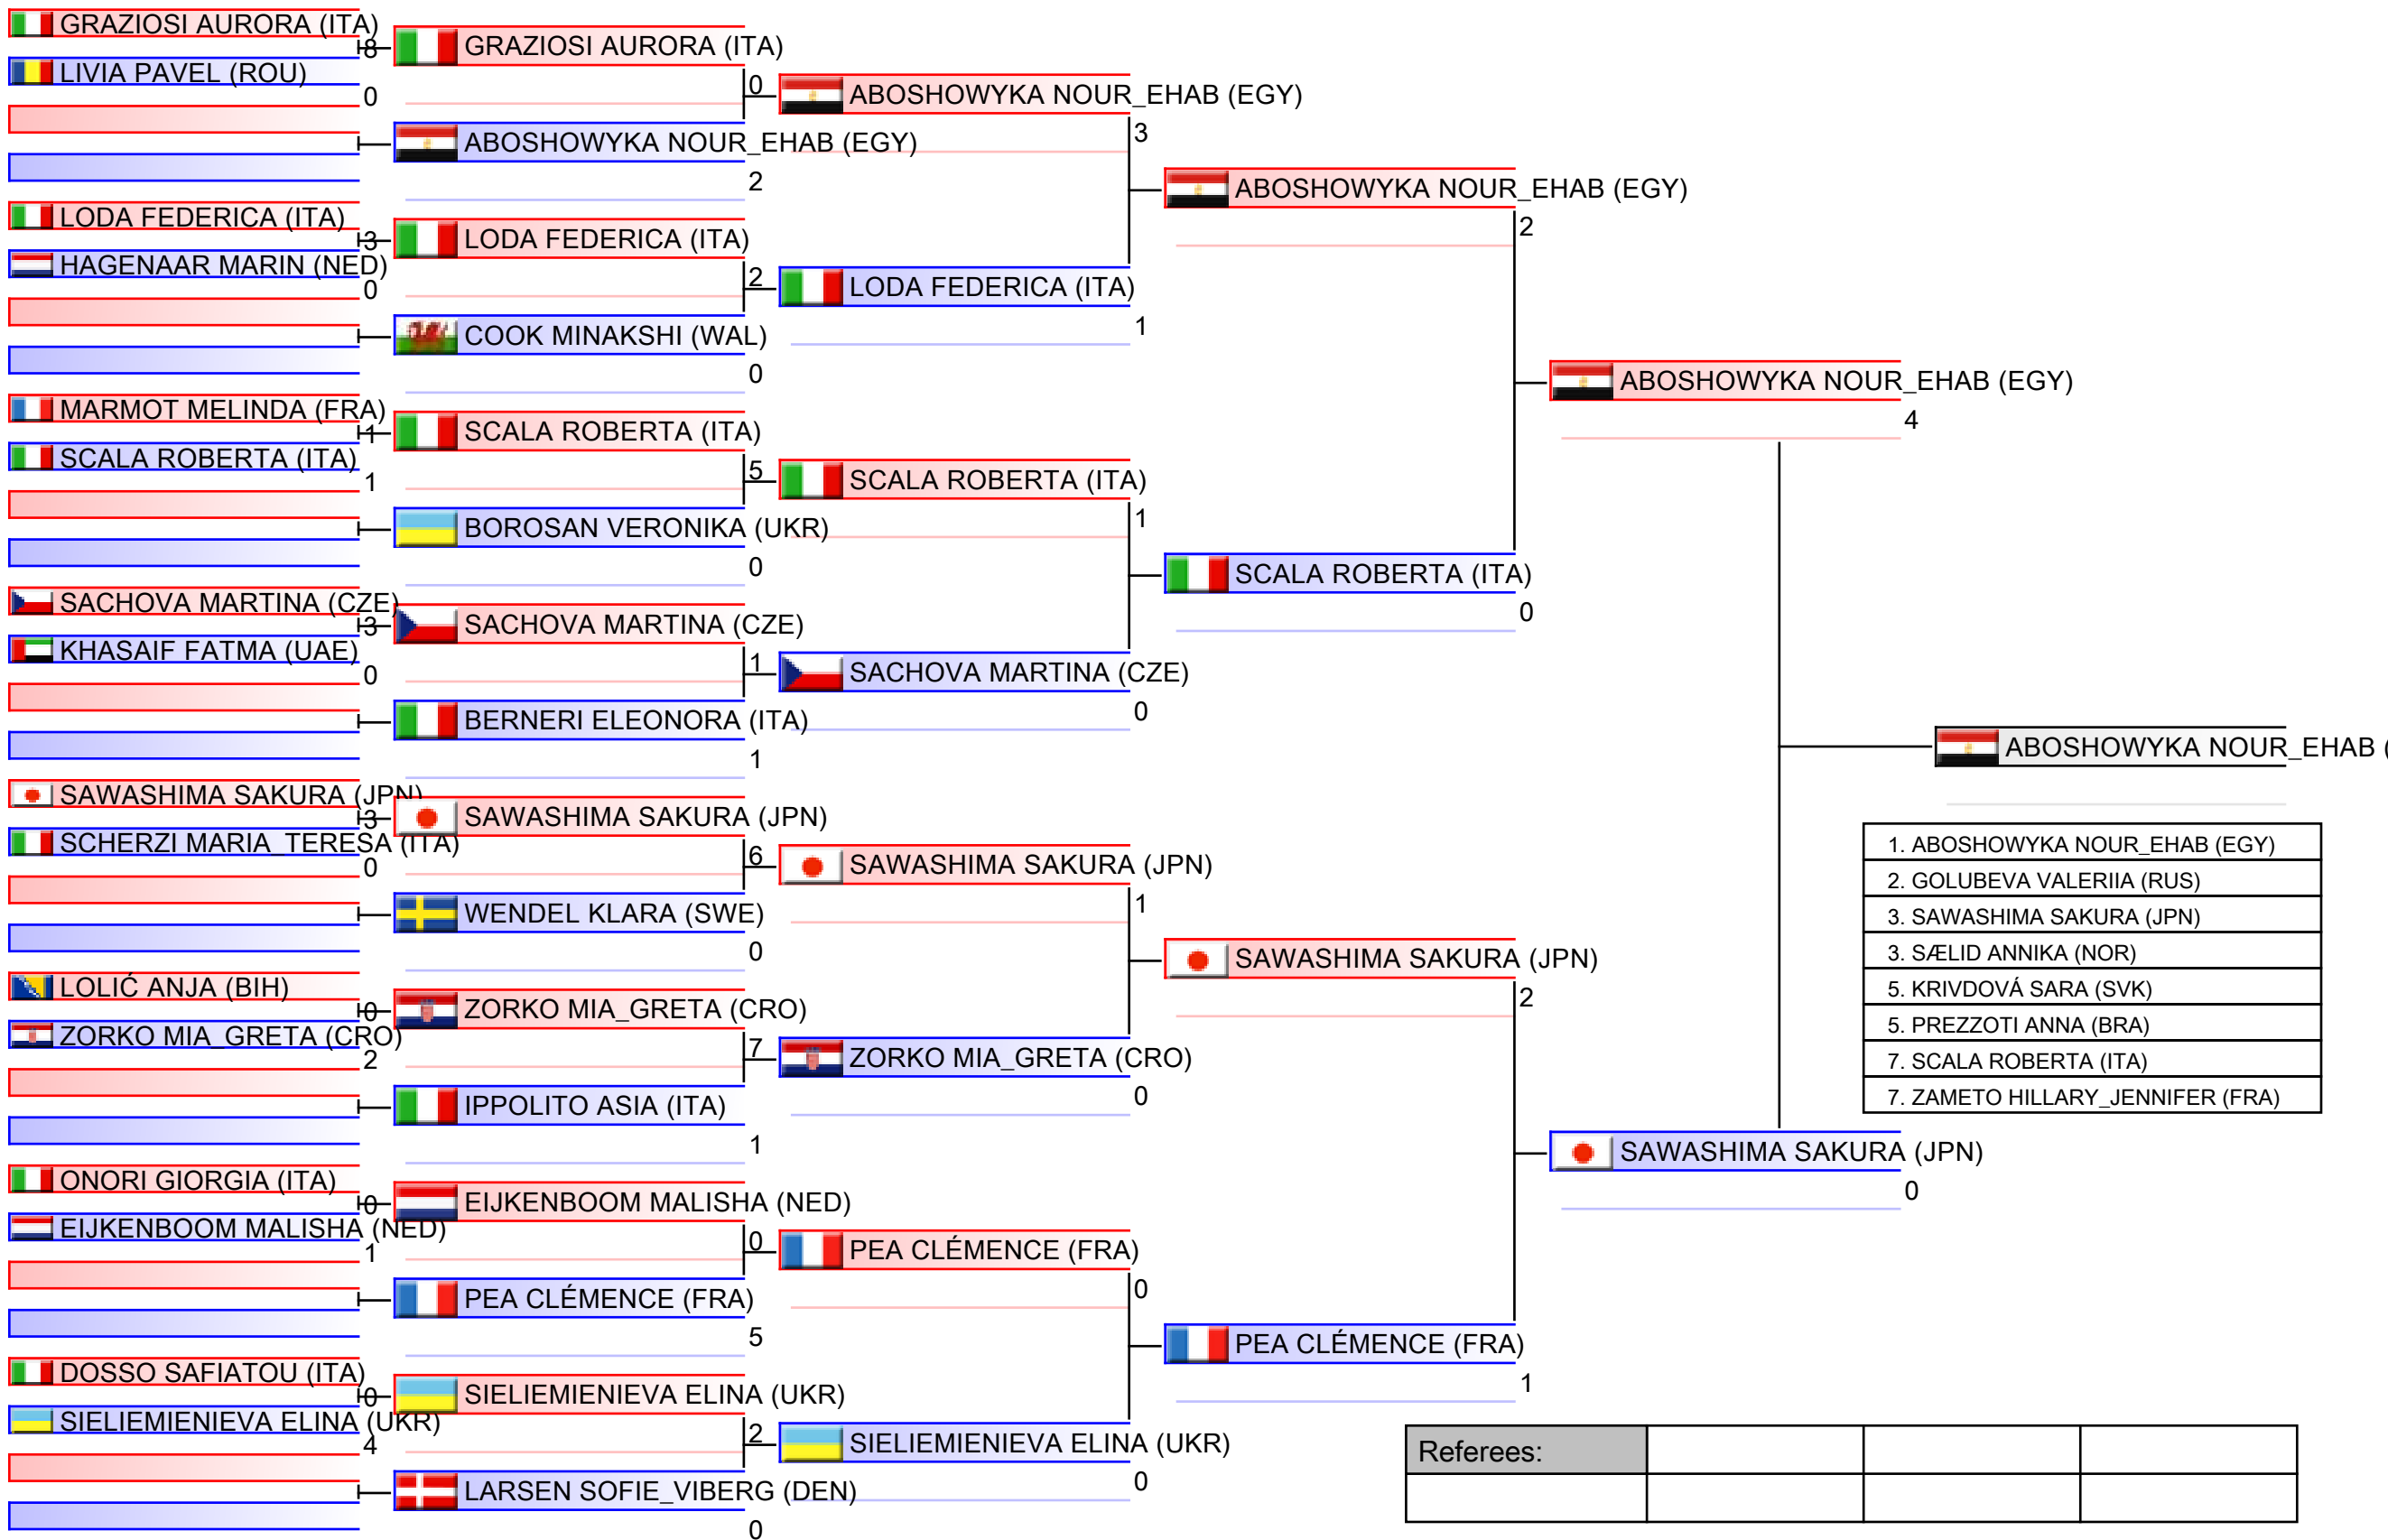 GRAZIOSI AURORA (ITA)
8
LIVIA PAVEL (ROU)
0
LODA FEDERICA (ITA)
3
HAGENAAR MARIN (NED)
0
MARMOT MELINDA (FRA)
1
SCALA ROBERTA (ITA)
1
SACHOVA MARTINA (CZE)
3
KHASAIF FATMA (UAE)
0
SAWASHIMA SAKURA (JPN)
3
SCHERZI MARIA_TERESA (ITA)
0
LOLIĆ ANJA (BIH)
0
ZORKO MIA_GRETA (CRO)
2
ONORI GIORGIA (ITA)
0
EIJKENBOOM MALISHA (NED)
1
DOSSO SAFIATOU (ITA)
0
SIELIEMIENIEVA ELINA (UKR)
4
GRAZIOSI AURORA (ITA)
0
ABOSHOWYKA NOUR_EHAB (EGY)
2
LODA FEDERICA (ITA)
2
COOK MINAKSHI (WAL)
0
SCALA ROBERTA (ITA)
5
BOROSAN VERONIKA (UKR)
0
SACHOVA MARTINA (CZE)
1
BERNERI ELEONORA (ITA)
1
SAWASHIMA SAKURA (JPN)
6
WENDEL KLARA (SWE)
0
ZORKO MIA_GRETA (CRO)
7
IPPOLITO ASIA (ITA)
1
EIJKENBOOM MALISHA (NED)
0
PEA CLÉMENCE (FRA)
5
SIELIEMIENIEVA ELINA (UKR)
2
LARSEN SOFIE_VIBERG (DEN)
0
ABOSHOWYKA NOUR_EHAB (EGY)
3
LODA FEDERICA (ITA)
1
SCALA ROBERTA (ITA)
1
SACHOVA MARTINA (CZE)
0
SAWASHIMA SAKURA (JPN)
1
ZORKO MIA_GRETA (CRO)
0
PEA CLÉMENCE (FRA)
0
SIELIEMIENIEVA ELINA (UKR)
0
ABOSHOWYKA NOUR_EHAB (EGY)
2
SCALA ROBERTA (ITA)
0
SAWASHIMA SAKURA (JPN)
2
PEA CLÉMENCE (FRA)
1
ABOSHOWYKA NOUR_EHAB (EGY)
4
SAWASHIMA SAKURA (JPN)
0
ABOSHOWYKA NOUR_EHAB (
1. ABOSHOWYKA NOUR_EHAB (EGY)
2. GOLUBEVA VALERIIA (RUS)
3. SAWASHIMA SAKURA (JPN)
3. SÆLID ANNIKA (NOR)
5. KRIVDOVÁ SARA (SVK)
5. PREZZOTI ANNA (BRA)
7. SCALA ROBERTA (ITA)
7. ZAMETO HILLARY_JENNIFER (FRA)
Referees: